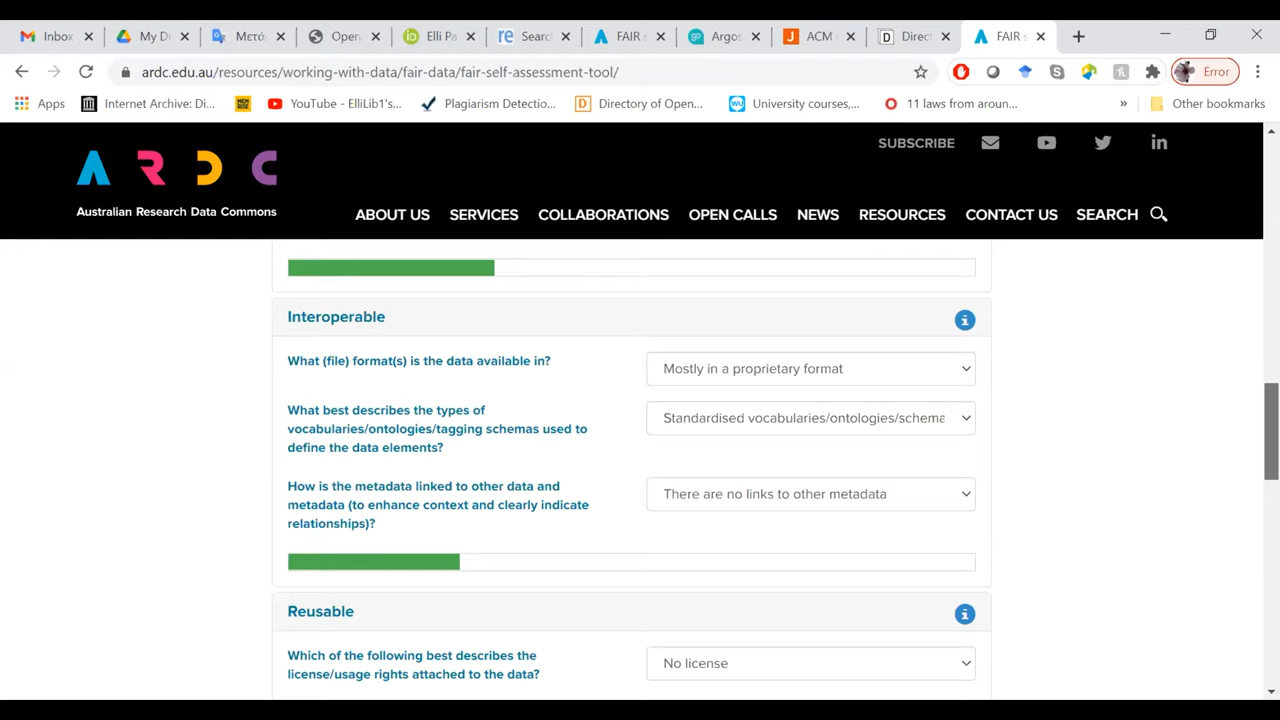 Inbox
My Di
Μετά
Open
Elli Pa
Searc
FAIR s
Argos
ACM r
Direc
FAIR s
ardc.edu.au/resources/working-with-data/fair-data/fair-self-assessment-tool/
Error
Apps
Internet Archive: Di...
YouTube - ElliLib1's...
Plagiarism Detectio...
Directory of Open...
University courses,...
11 laws from aroun...
»
Other bookmarks
SUBSCRIBE
ARDC
Australian Research Data Commons
ABOUT US
SERVICES
COLLABORATIONS
OPEN CALLS
NEWS
RESOURCES
CONTACT US
SEARCH
Interoperable
What (file) format(s) is the data available in?
Mostly in a proprietary format
What best describes the types of
vocabularies/ontologies/tagging schemas used to
define the data elements?
Standardised vocabularies/ontologies/schema
How is the metadata linked to other data and
metadata (to enhance context and clearly indicate
relationships)?
There are no links to other metadata
Reusable
Which of the following best describes the
license/usage rights attached to the data?
No license